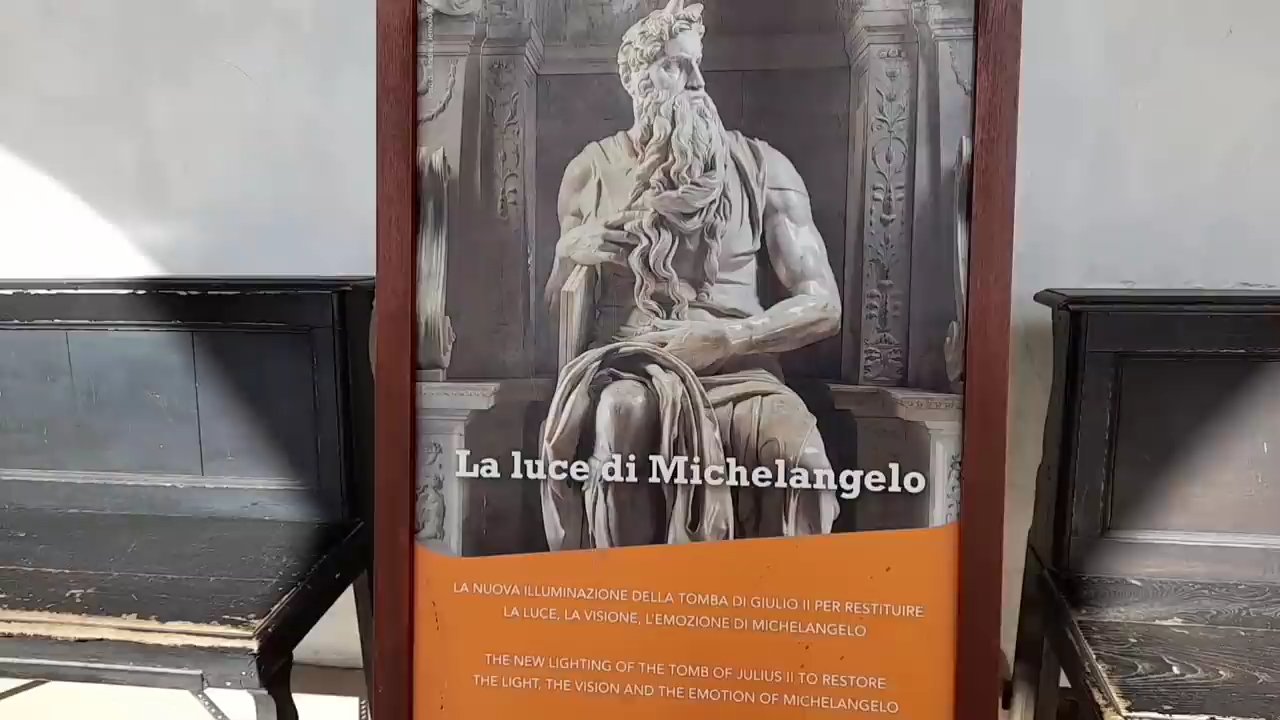 La luce di Michelangelo
LA NUOVA ILLUMINAZIONE DELLA TOMBA DI GIULIO II PER RESTITUIRE
LA LUCE, LA VISIONE, L'EMOZIONE DI MICHELANGELO
THE NEW LIGHTING OF THE TOMB OF JULIUS II TO RESTORE
THE LIGHT, THE VISION AND THE EMOTION OF MICHELANGELO